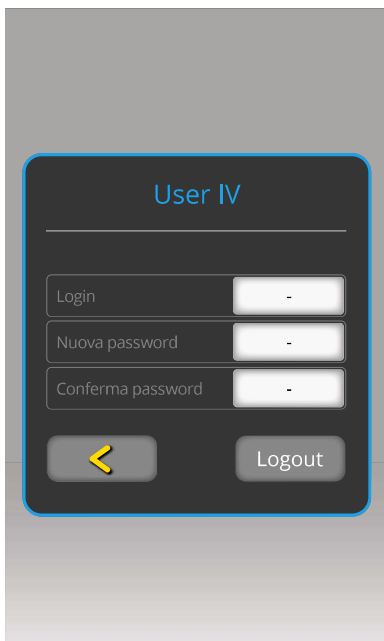 User IV
Login -
Nuova password -
Conferma password -
< Logout